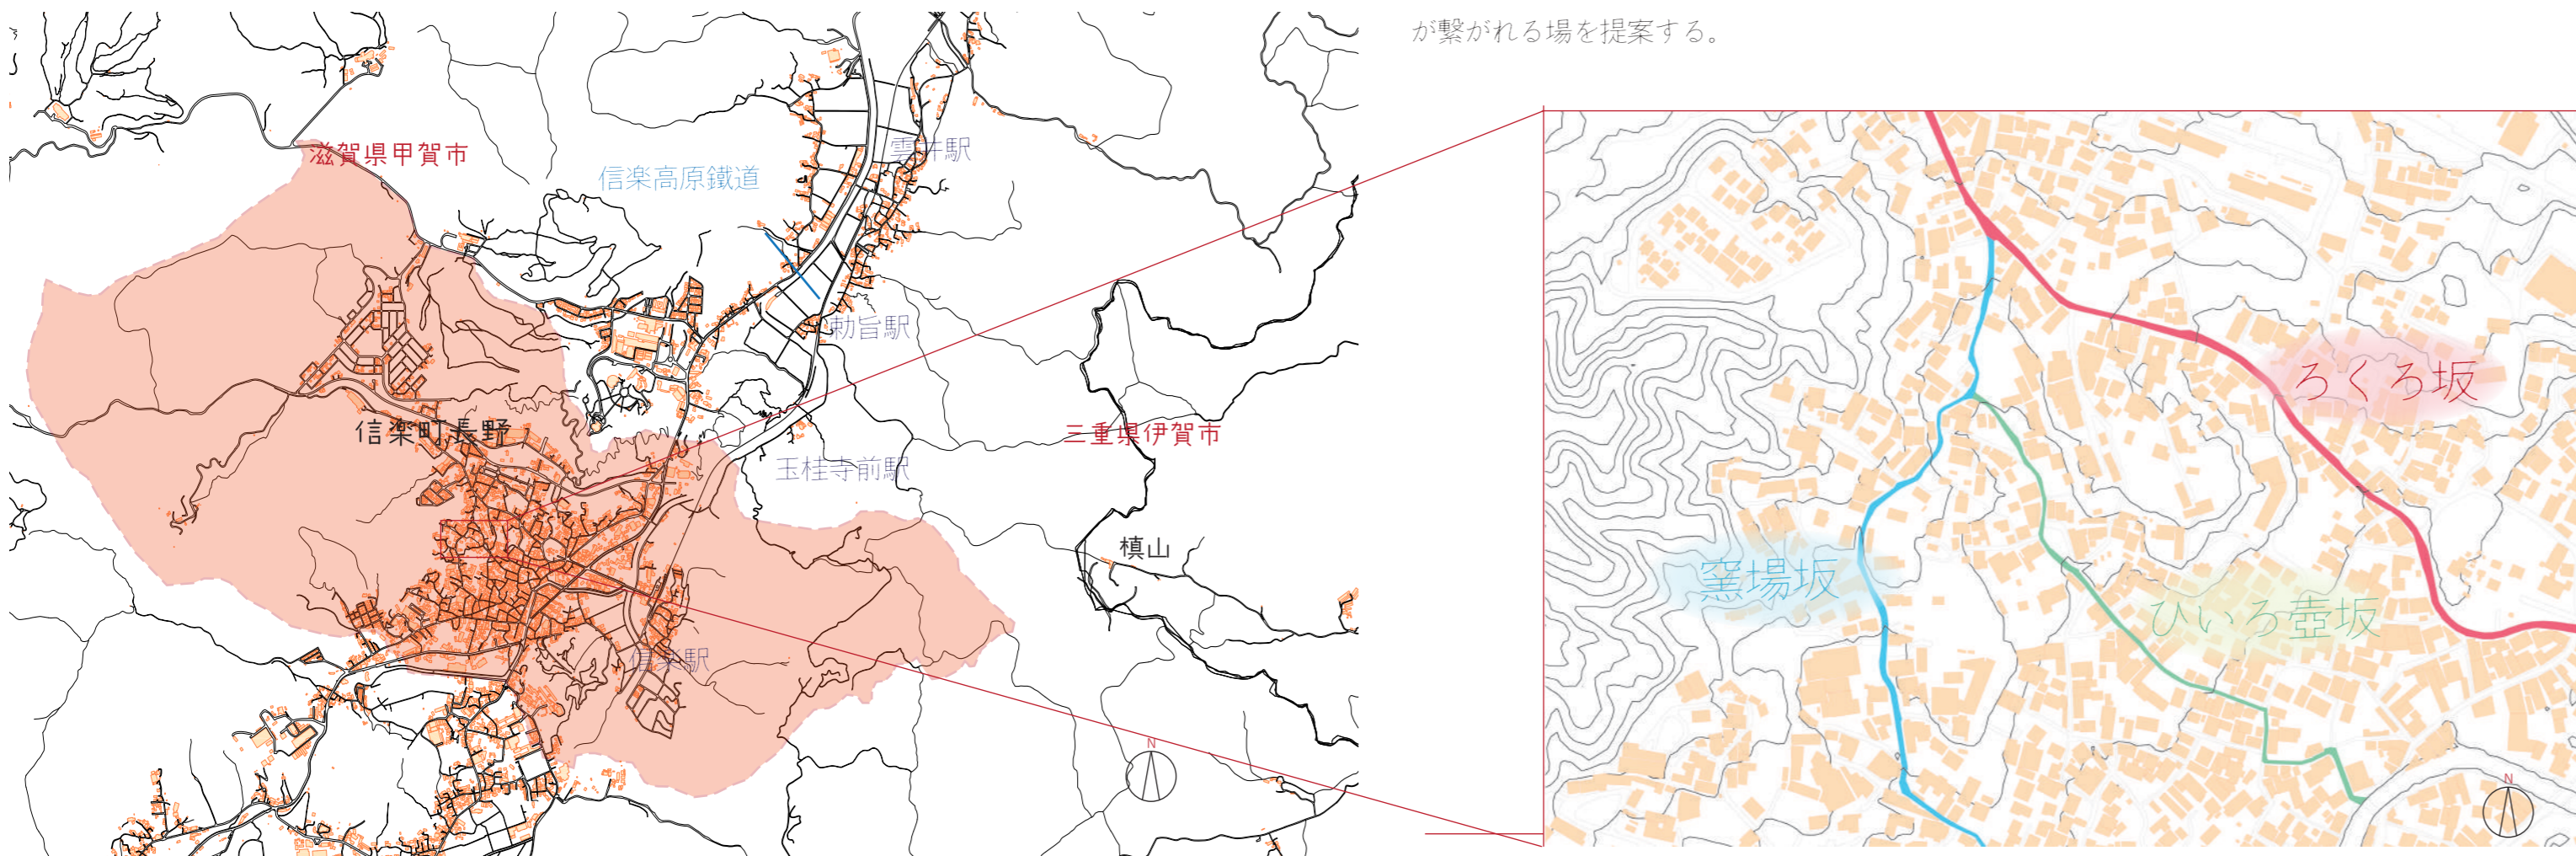 が繋がれる場を提案する。
滋賀県甲賀市
信楽高原鐵道
雲井駅
勅旨駅
信楽町長野
三重県伊賀市
玉桂寺前駅
槙山
信楽駅
N
ろくろ坂
窯場坂
ひいろ壺坂
N